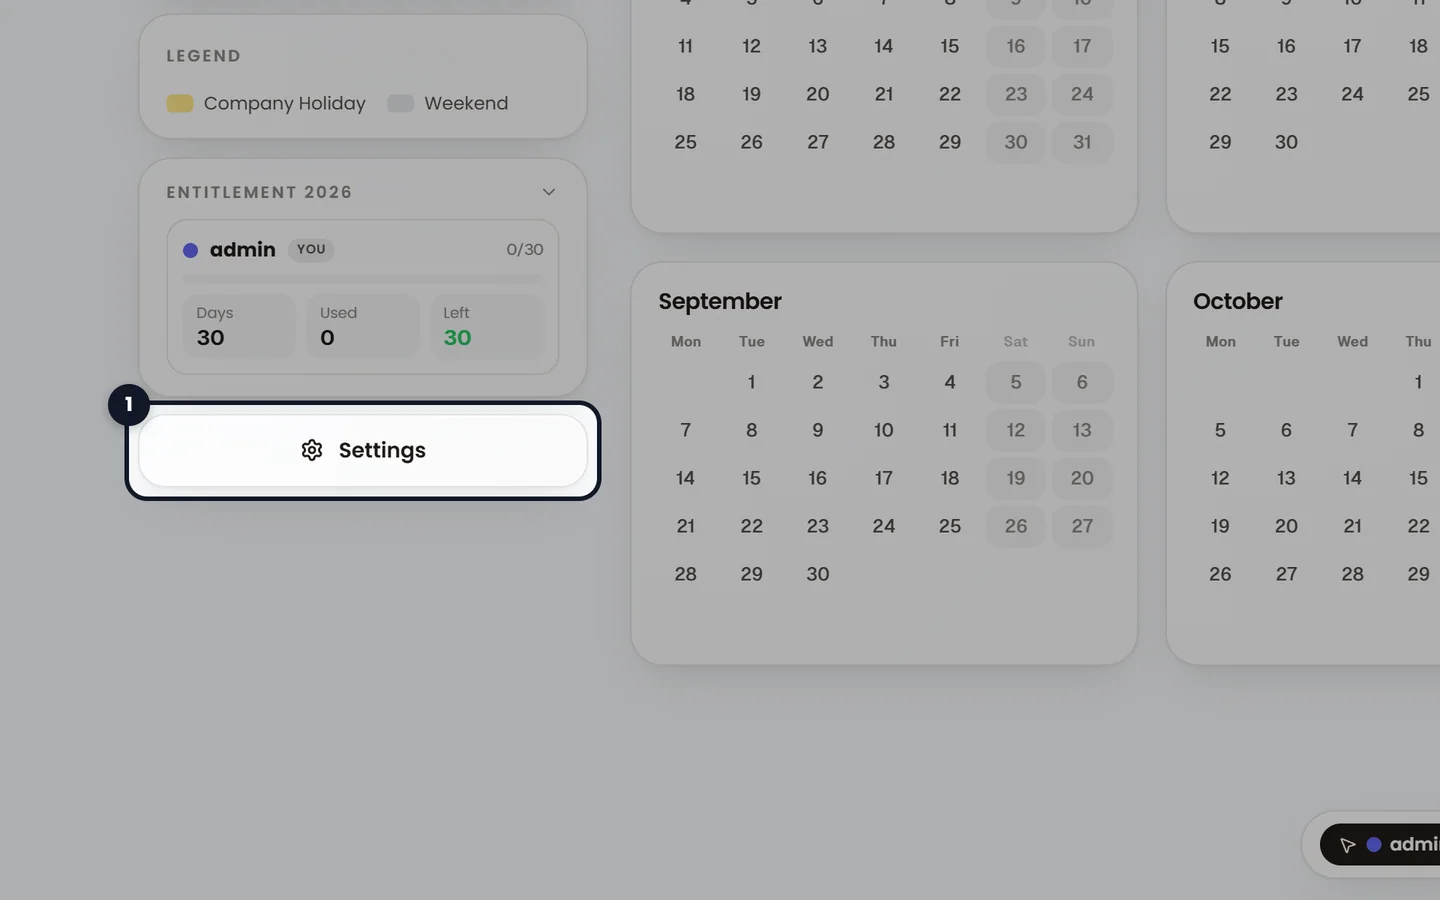 LEGEND
Company Holiday Weekend
ENTITLEMENT 2026
admin YOU 0/30
Days Used Left
30 0 30
1
Settings
11 12 13 14 15 16 17
18 19 20 21 22 23 24
25 26 27 28 29 30 31
15 16 17 18
22 23 24 25
29 30
September
Mon Tue Wed Thu Fri Sat Sun
1 2 3 4 5 6
7 8 9 10 11 12 13
14 15 16 17 18 19 20
21 22 23 24 25 26 27
28 29 30
October
Mon Tue Wed Thu
1
5 6 7 8
12 13 14 15
19 20 21 22
26 27 28 29